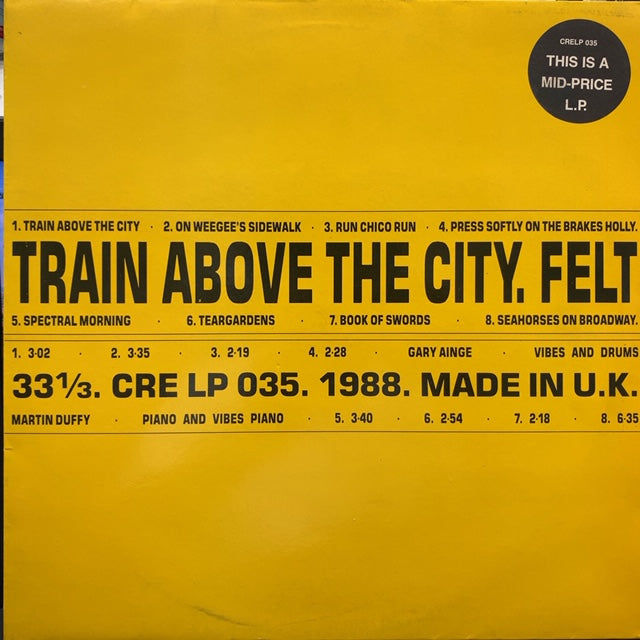 CRELP 035
THIS IS A
MID-PRICE
L.P.
1. TRAIN ABOVE THE CITY · 2. ON WEEGEE'S SIDEWALK · 3. RUN CHICO RUN · 4. PRESS SOFTLY ON THE BRAKES HOLLY.
TRAIN ABOVE THE CITY. FELT
5. SPECTRAL MORNING · 6. TEARGARDENS · 7. BOOK OF SWORDS · 8. SEAHORSES ON BROADWAY.
1. 3·02 · 2. 3·35 · 3. 2·19 · 4. 2·28 · GARY AINGE · VIBES AND DRUMS
33⅓. CRE LP 035. 1988. MADE IN U.K.
MARTIN DUFFY · PIANO AND VIBES PIANO · 5. 3·40 · 6. 2·54 · 7. 2·18 · 8. 6·35